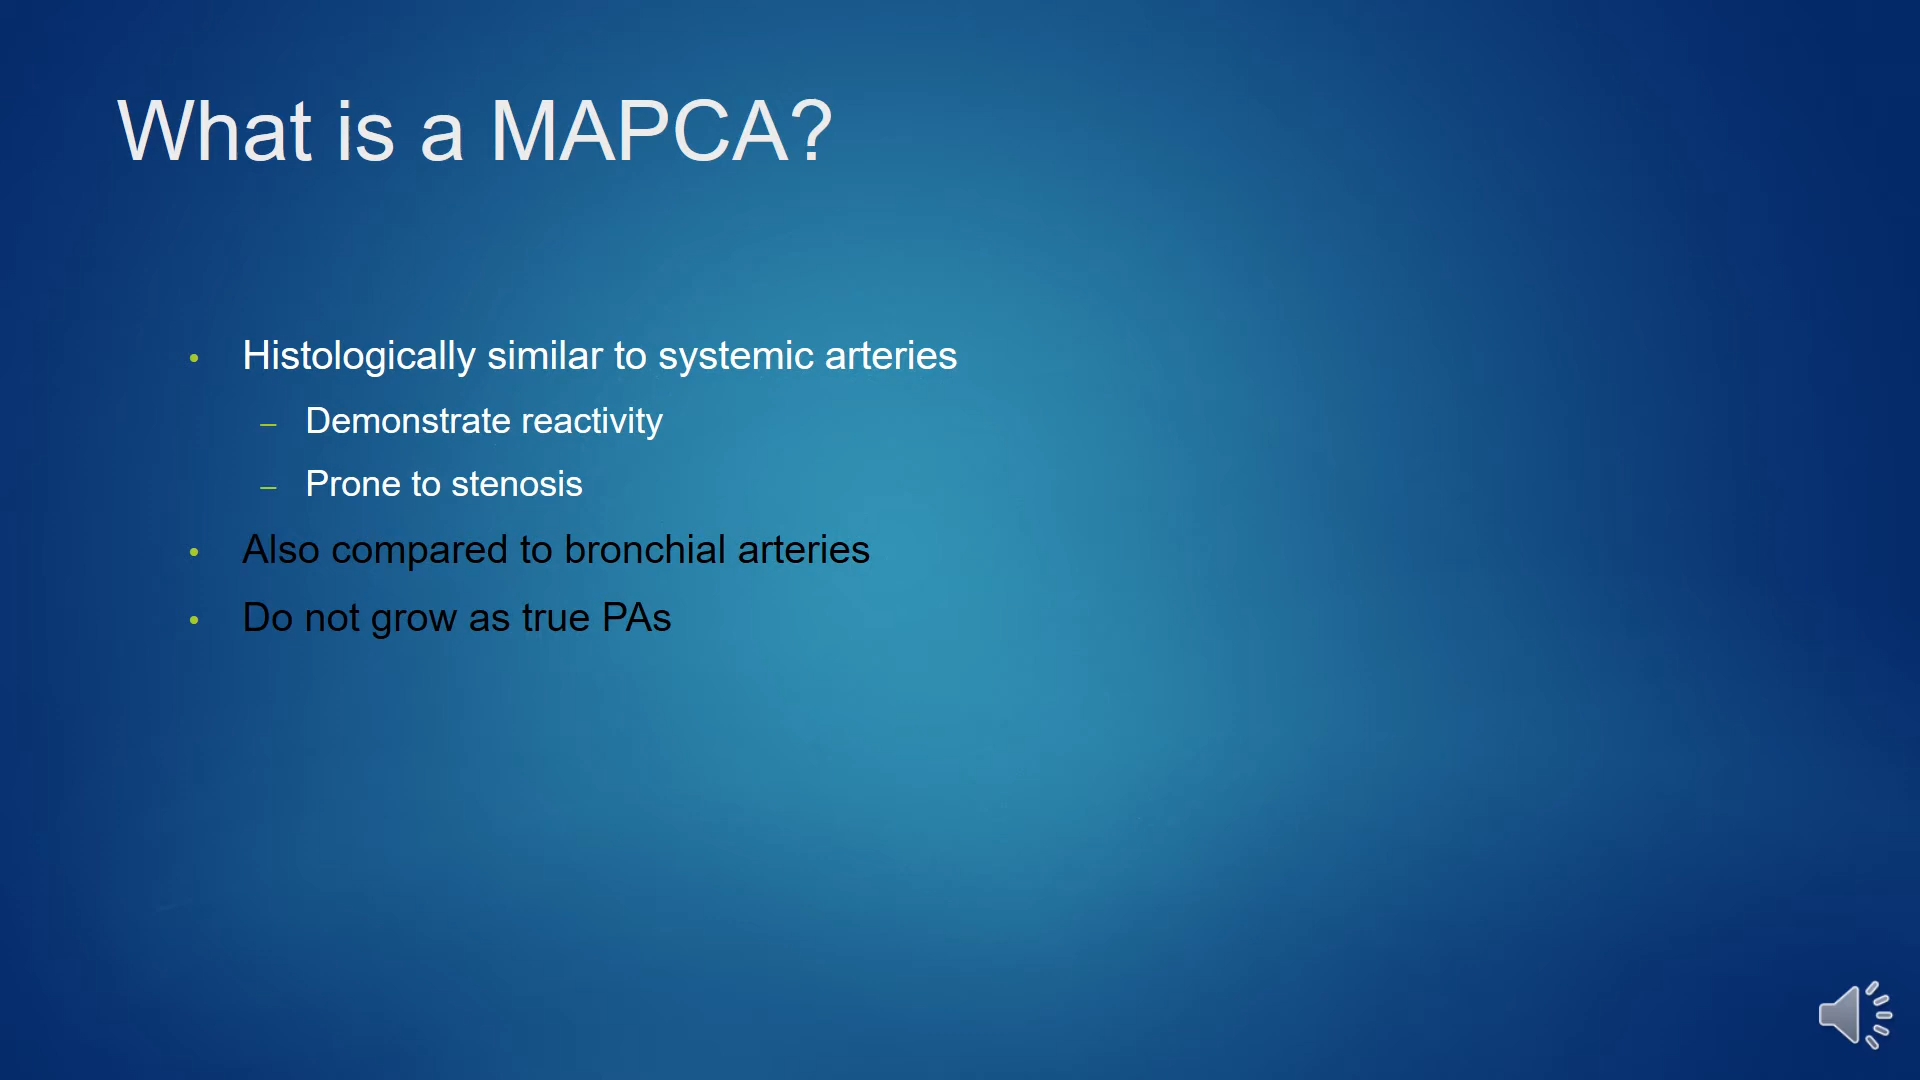 What is a MAPCA?
• Histologically similar to systemic arteries
– Demonstrate reactivity
– Prone to stenosis
• Also compared to bronchial arteries
• Do not grow as true PAs